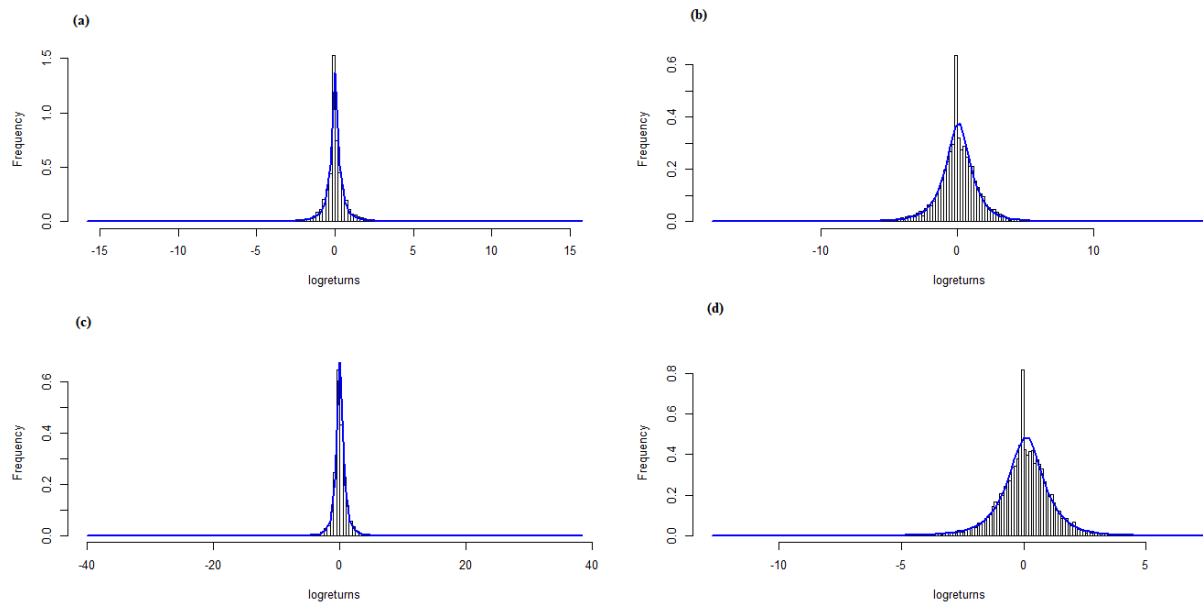 (a)
Frequency
0.0 0.5 1.0 1.5
-15 -10 -5 0 5 10 15
logreturns
(b)
Frequency
0.0 0.2 0.4 0.6
-10 0 10
logreturns
(c)
Frequency
0.0 0.2 0.4 0.6
-40 -20 0 20 40
logreturns
(d)
Frequency
0.0 0.2 0.4 0.6 0.8
-10 -5 0 5
logreturns